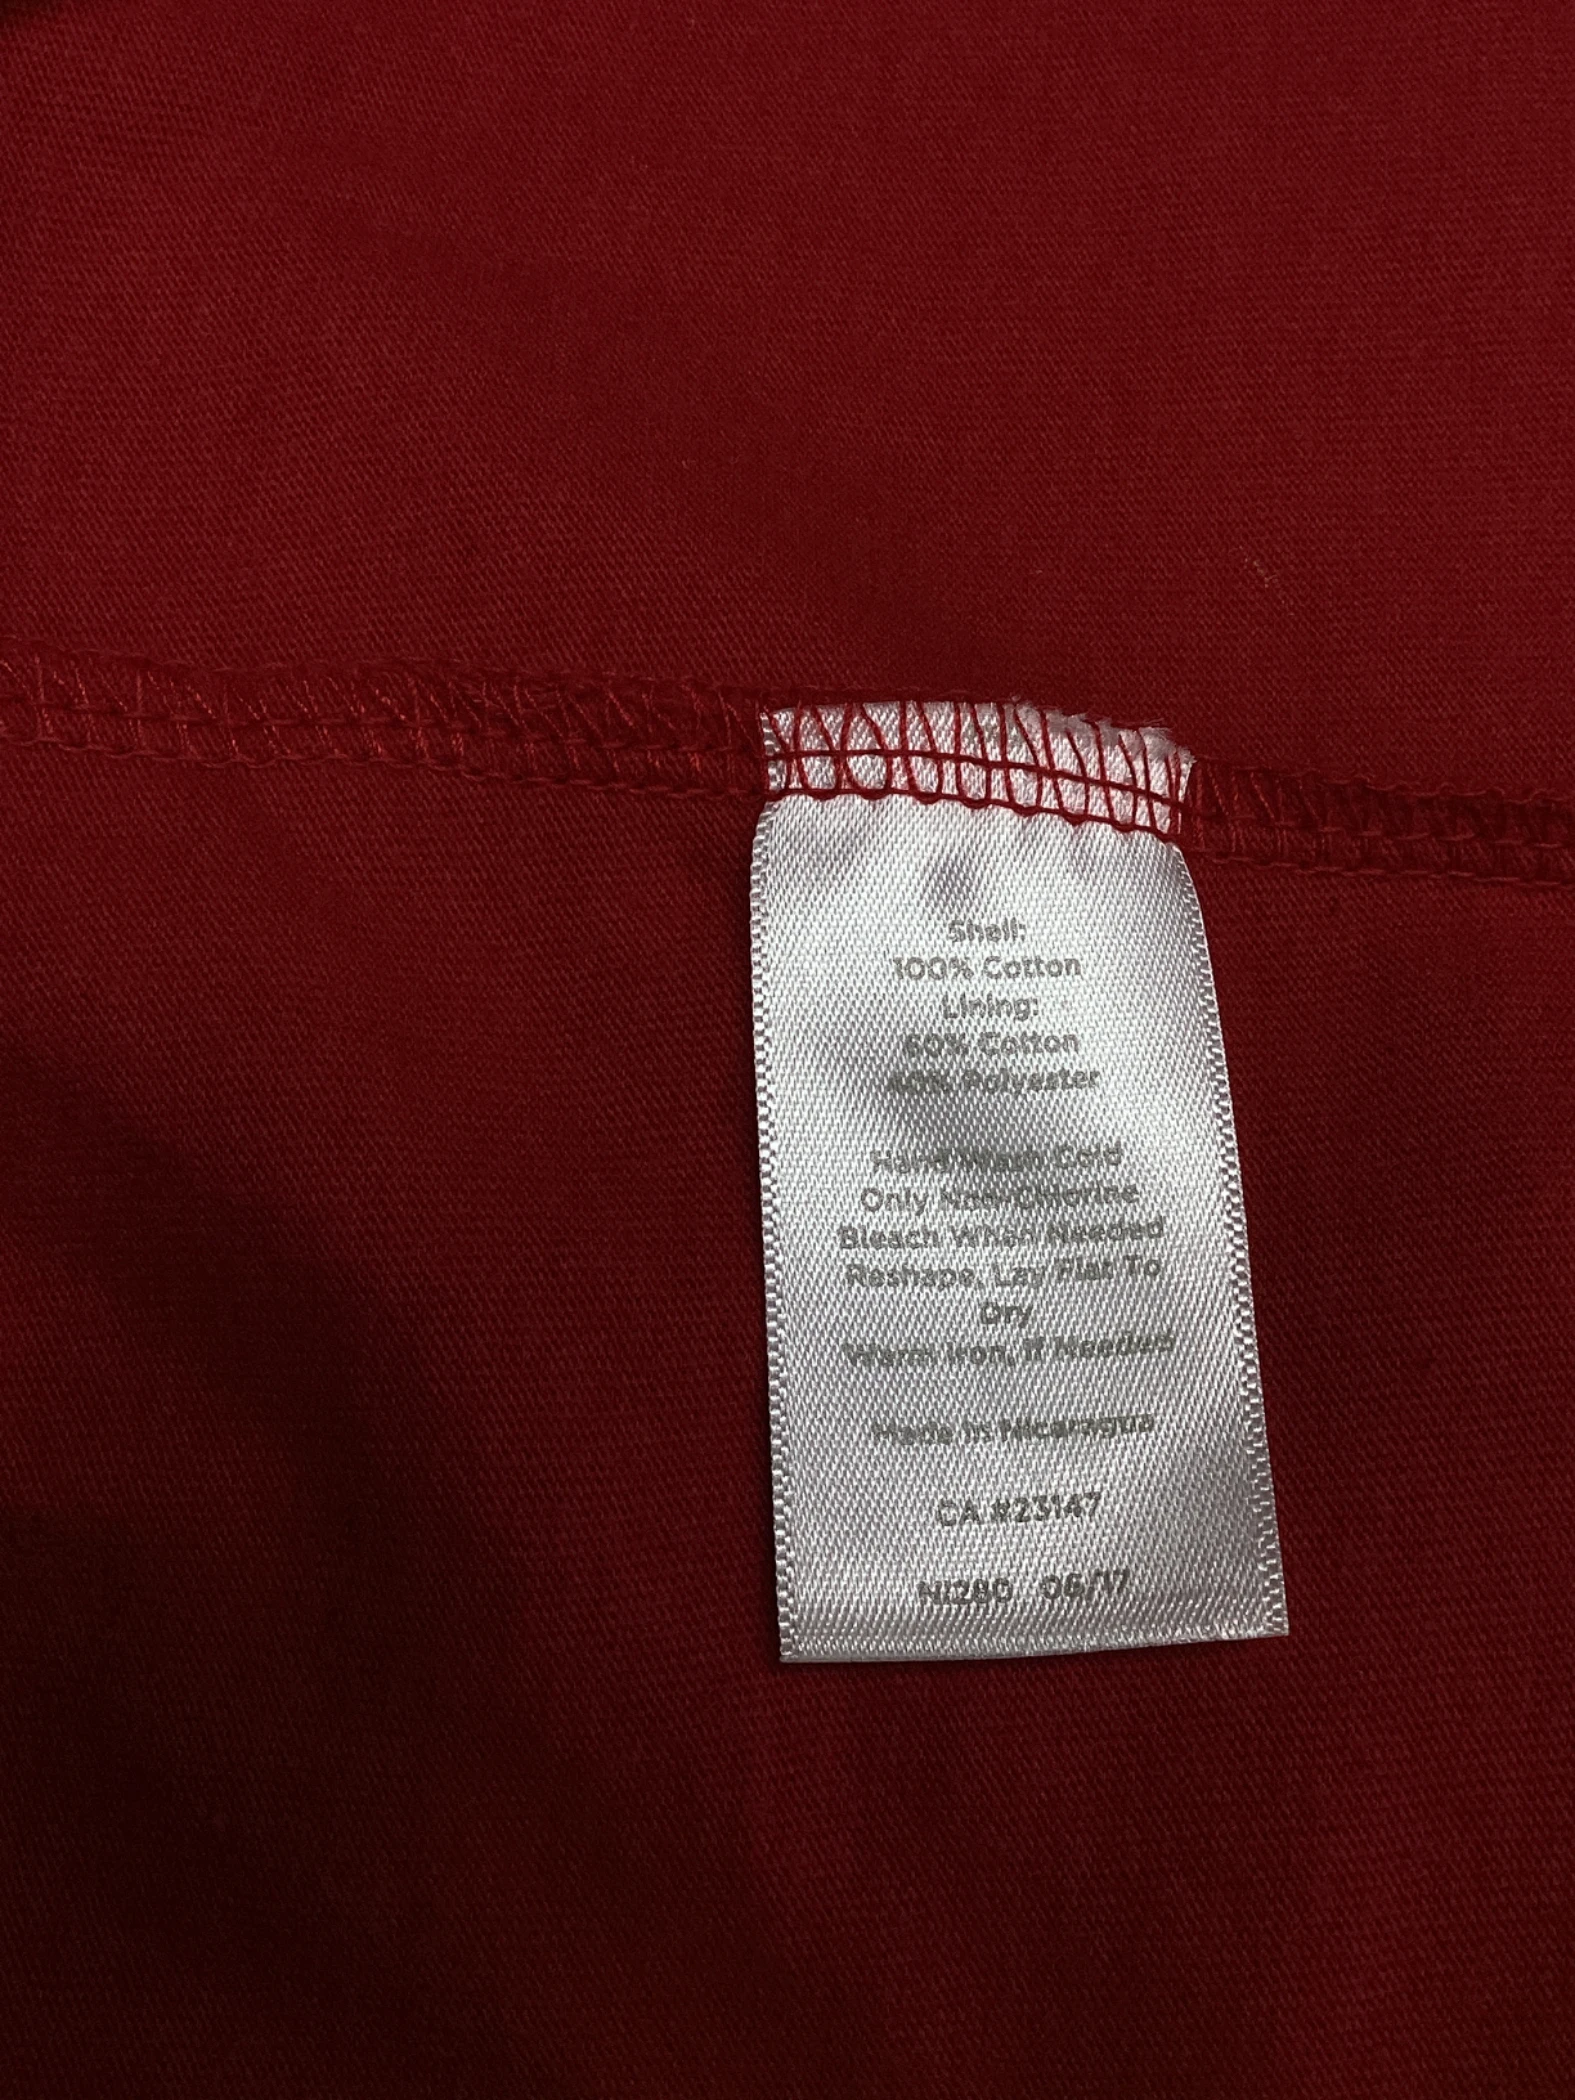 Shell:
100% Cotton
Lining:
60% Cotton
40% Polyester
Hand Wash Cold
Only Non-Chlorine
Bleach When Needed
Reshape, Lay Flat To
Dry
Warm Iron, If Needed
Made in Nicaragua
CA #23147
NI280 06/17